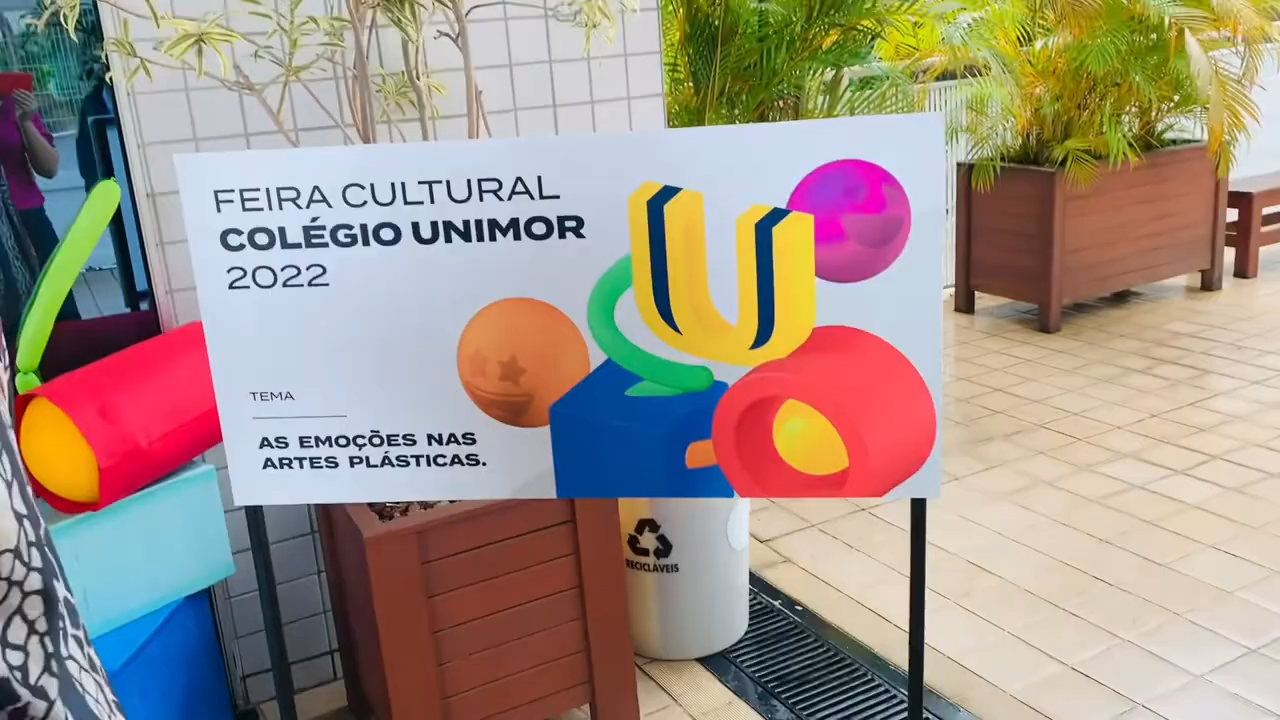 FEIRA CULTURAL
COLÉGIO UNIMOR
2022
U
TEMA
AS EMOÇÕES NAS
ARTES PLÁSTICAS.
RECICLÁVEIS